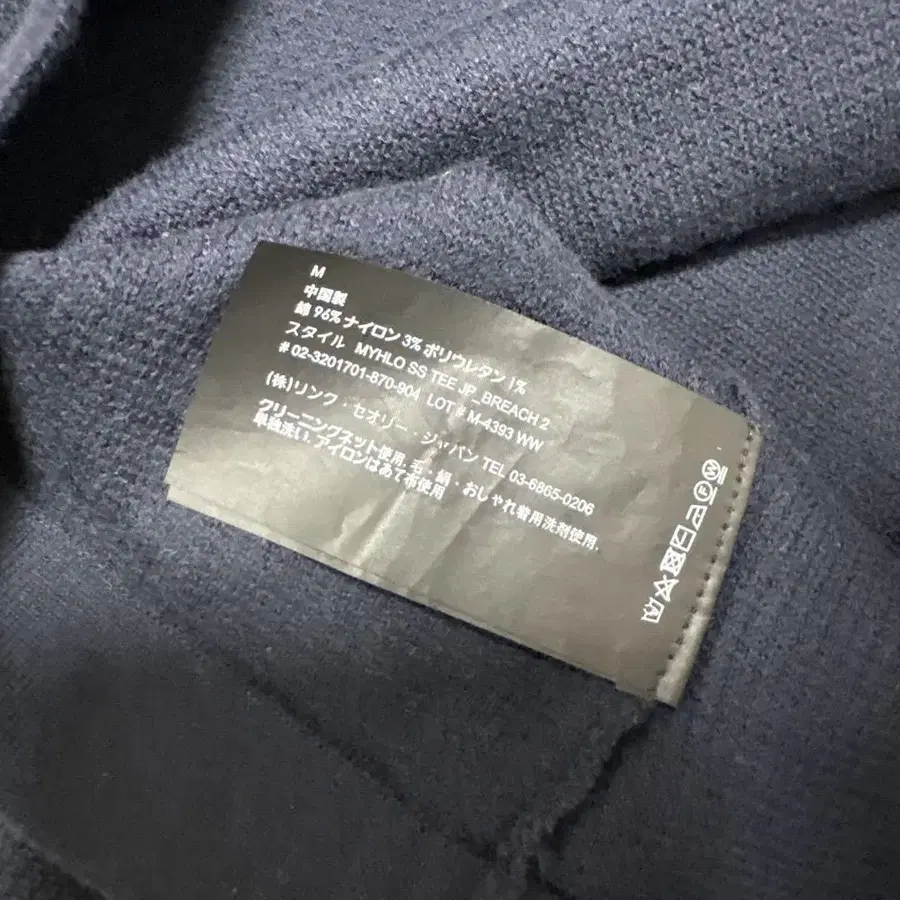 M
中国製
綿 96% ナイロン 3% ポリウレタン 1%
スタイル MYHLO SS TEE.JP_BREACH 2
# 02-3201701-870-904 LOT # M-4393 WW
(株)リンク・セオリー・ジャパン TEL 03-6865-0206
クリーニングネット使用. 毛・絹・おしゃれ着用洗剤使用.
単色洗い. アイロンはあて布使用